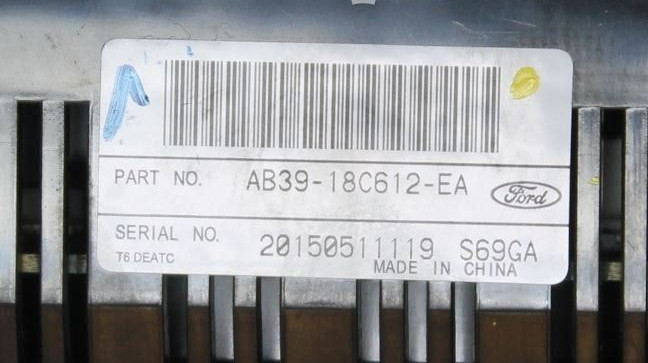 PART NO. AB39-18C612-EA Ford
SERIAL NO. 20150511119 S69GA
T6 DEATC MADE IN CHINA